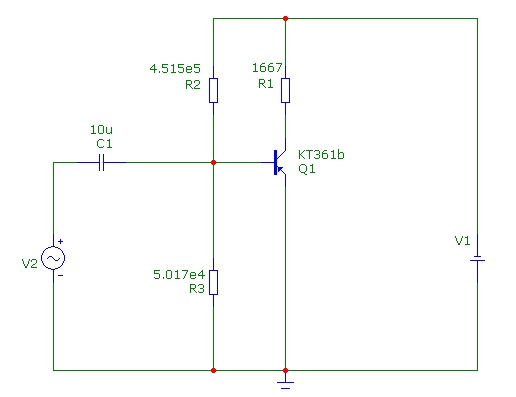 4.515e5
R2
1667
R1
10u
C1
KT361b
Q1
+
V2
-
5.017e4
R3
V1